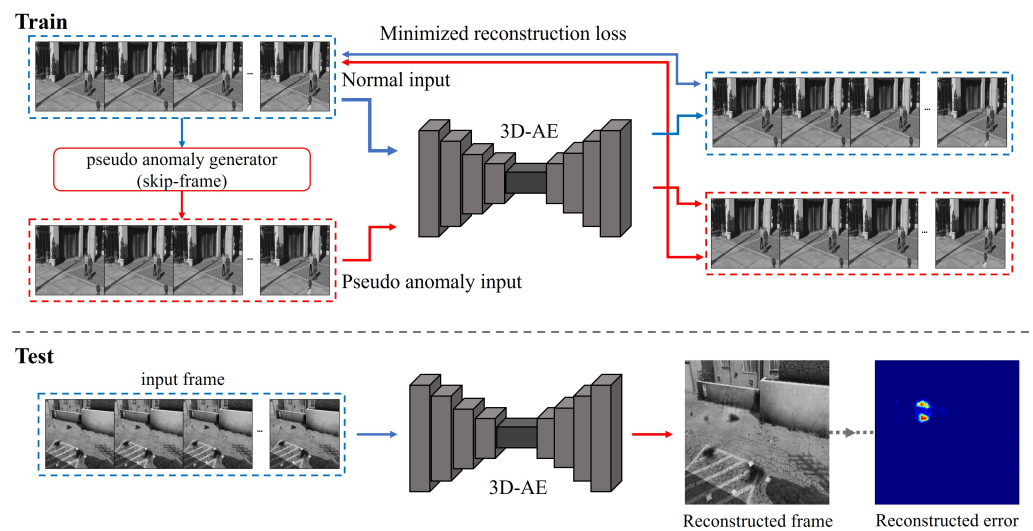 Train
Minimized reconstruction loss
Normal input
...
...
3D-AE
pseudo anomaly generator
(skip-frame)
...
...
Pseudo anomaly input
Test
input frame
...
3D-AE
Reconstructed frame
Reconstructed error